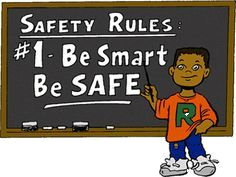 SAFETY RULES:
#1- Be Smart
Be SAFE
R